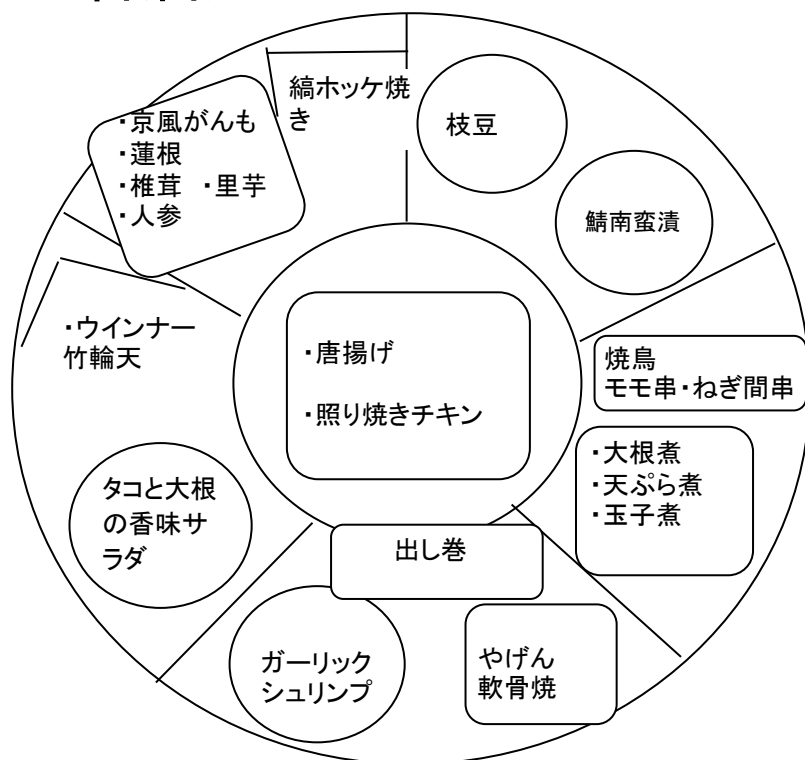 縞ホッケ焼
き
・京風がんも
・蓮根
・椎茸　・里芋
・人参
枝豆
鯖南蛮漬
・ウインナー
竹輪天
・唐揚げ
・照り焼きチキン
焼鳥
モモ串・ねぎ間串
・大根煮
・天ぷら煮
・玉子煮
タコと大根
の香味サ
ラダ
出し巻
ガーリック
シュリンプ
やげん
軟骨焼